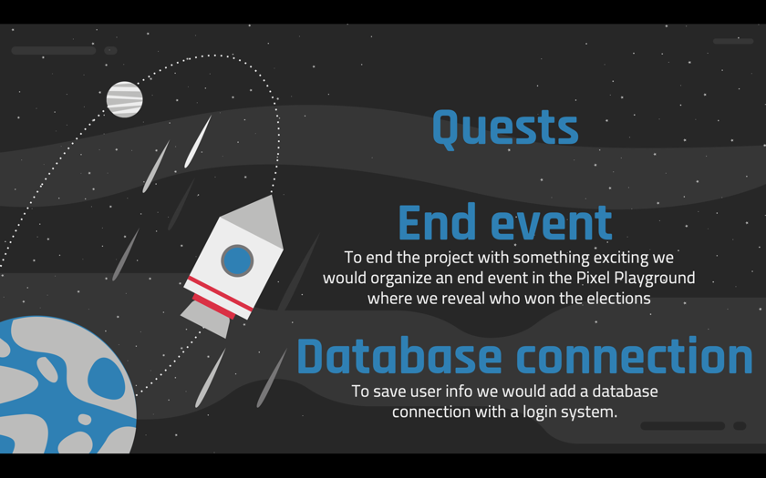 Quests
End event
To end the project with something exciting we
would organize an end event in the Pixel Playground
where we reveal who won the elections
Database connection
To save user info we would add a database
connection with a login system.